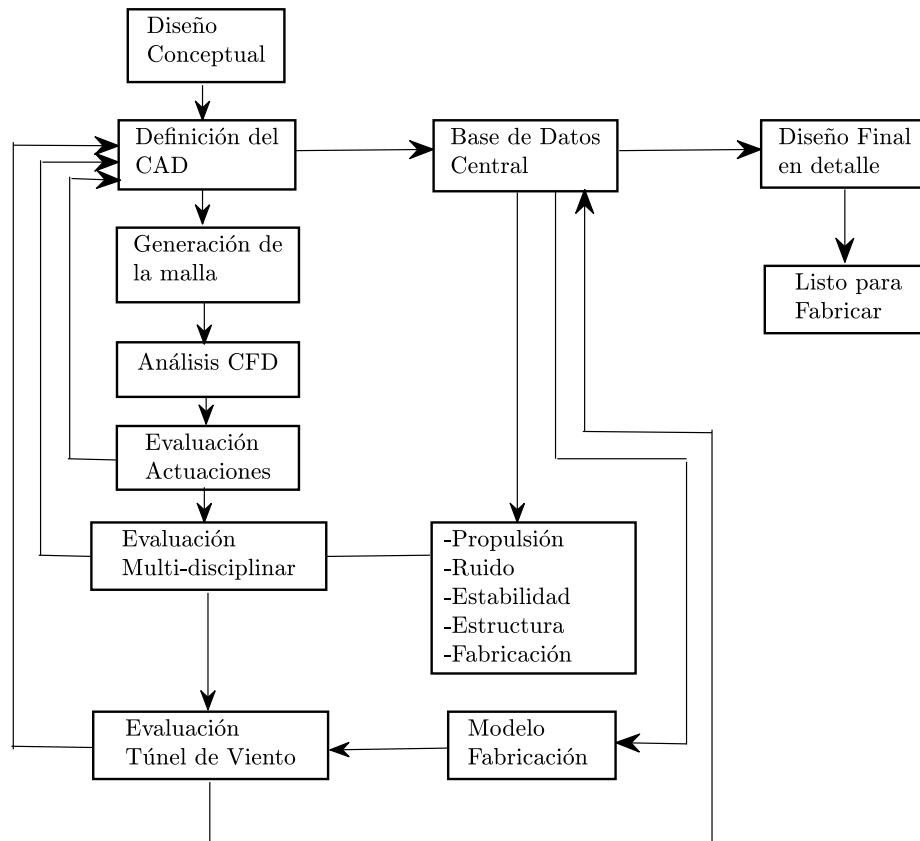 Diseño
Conceptual
Definición del
CAD
Base de Datos
Central
Diseño Final
en detalle
Generación de
la malla
Listo para
Fabricar
Análisis CFD
Evaluación
Actuaciones
Evaluación
Multi-disciplinar
-Propulsión
-Ruido
-Estabilidad
-Estructura
-Fabricación
Evaluación
Túnel de Viento
Modelo
Fabricación